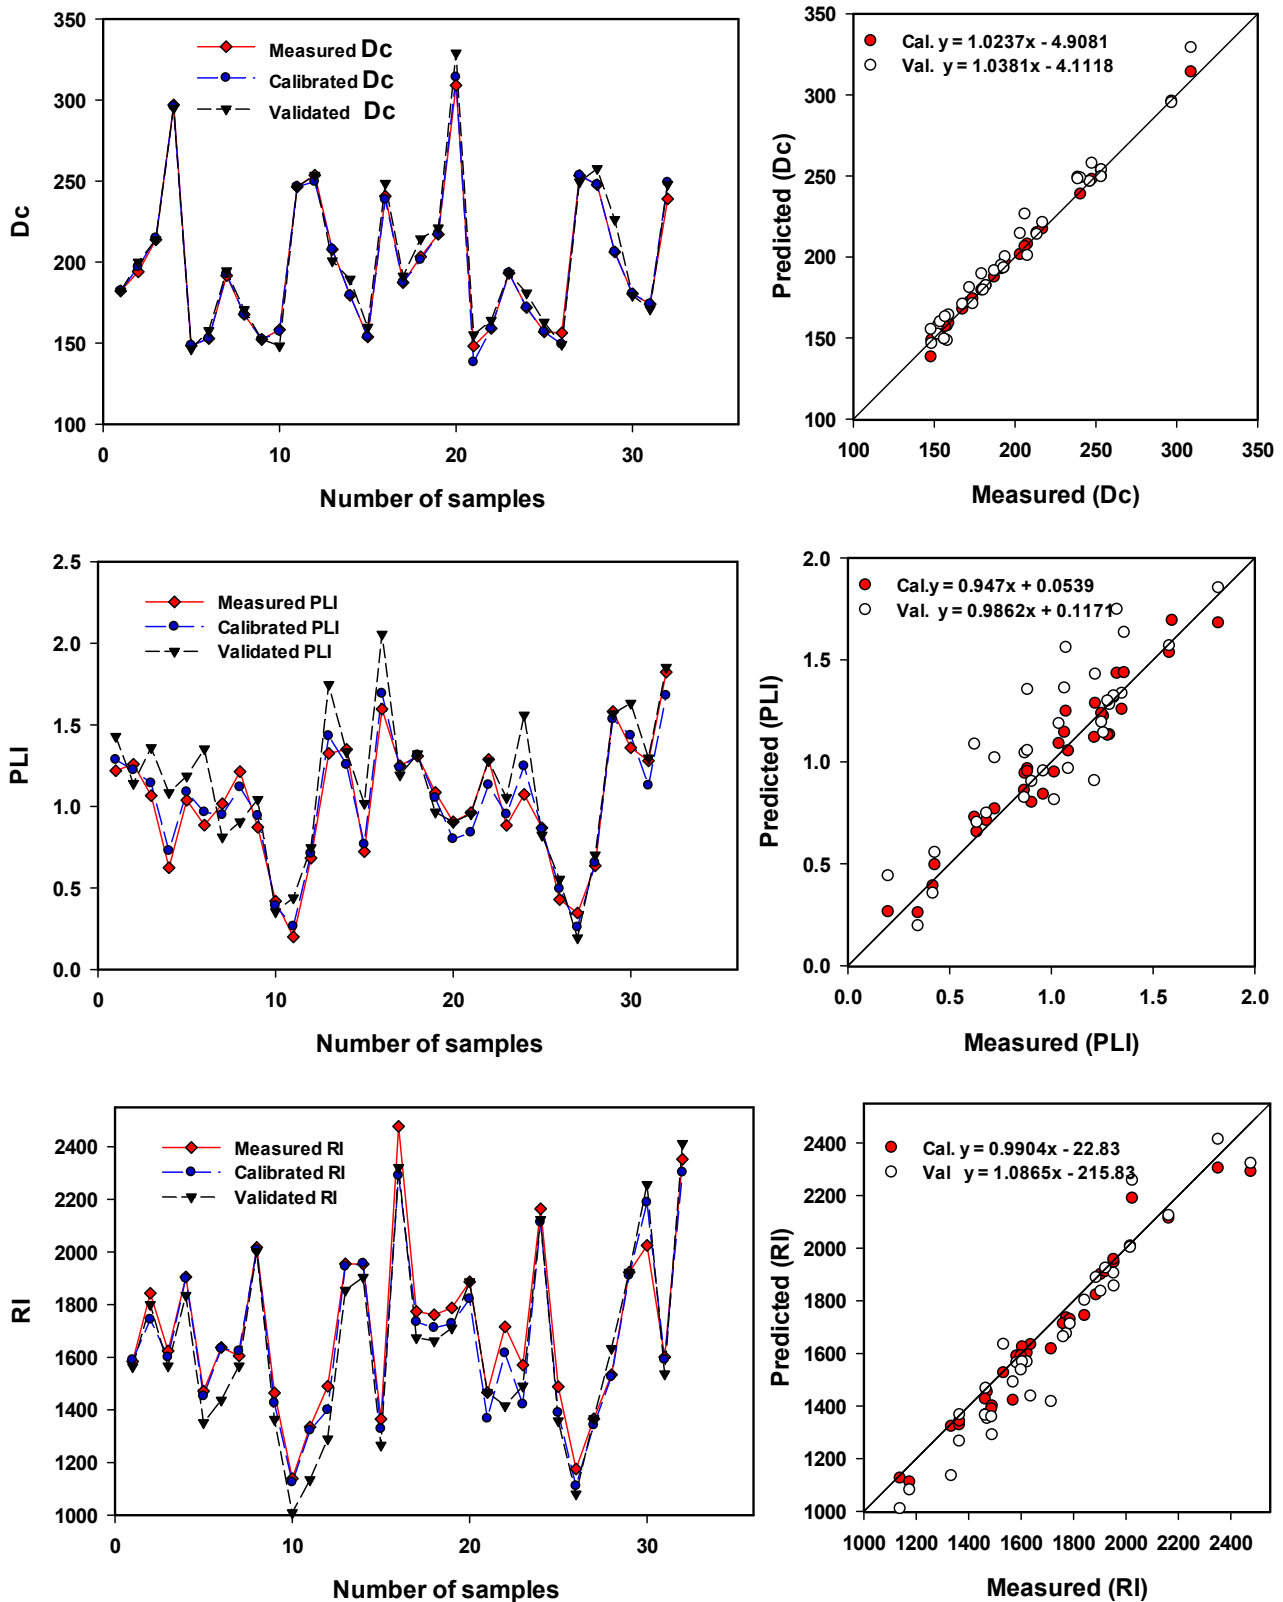 350
300
250
200
150
100
Dc
Measured Dc
Calibrated Dc
Validated Dc
0
10
20
30
Number of samples
350
300
250
200
150
100
Predicted (Dc)
Cal. y = 1.0237x - 4.9081
Val. y = 1.0381x - 4.1118
100
150
200
250
300
350
Measured (Dc)
2.5
2.0
1.5
1.0
0.5
0.0
PLI
Measured PLI
Calibrated PLI
Validated PLI
0
10
20
30
Number of samples
2.0
1.5
1.0
0.5
0.0
Predicted (PLI)
Cal.y = 0.947x + 0.0539
Val. y = 0.9862x + 0.1171
0.0
0.5
1.0
1.5
2.0
Measured (PLI)
2400
2200
2000
1800
1600
1400
1200
1000
RI
Measured RI
Calibrated RI
Validated RI
0
10
20
30
Number of samples
2400
2200
2000
1800
1600
1400
1200
1000
Predicted (RI)
Cal. y = 0.9904x - 22.83
Val y = 1.0865x - 215.83
1000
1200
1400
1600
1800
2000
2200
2400
Measured (RI)